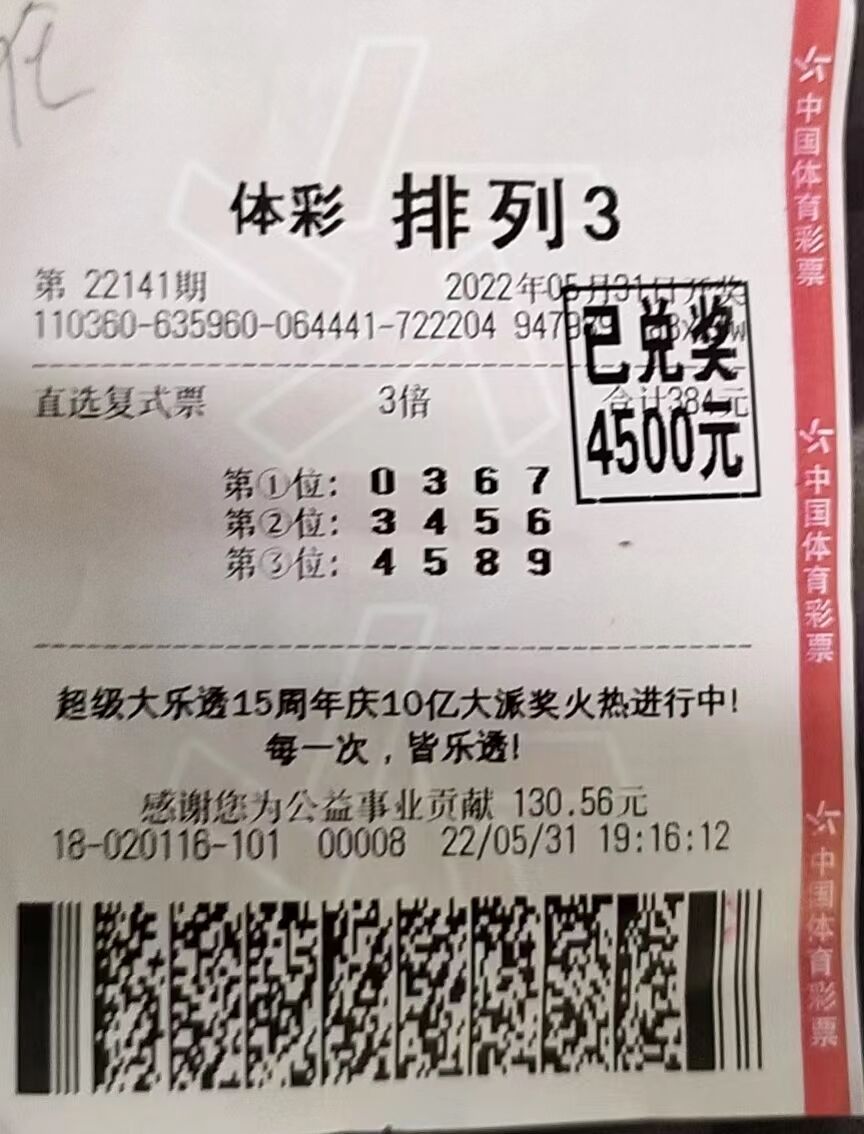 体彩 排列3
第 22141期 2022年05月31日开奖
110360-635960-064441-722204
已兑奖
4500元
直选复式票 3倍 合计384元
第①位: 0 3 6 7
第②位: 3 4 5 6
第③位: 4 5 8 9
超级大乐透15周年庆10亿大派奖火热进行中!
每一次,皆乐透!
感谢您为公益事业贡献 130.56元
18-020116-101 00008 22/05/31 19:16:12
中国体育彩票
中国体育彩票
中国体育彩票